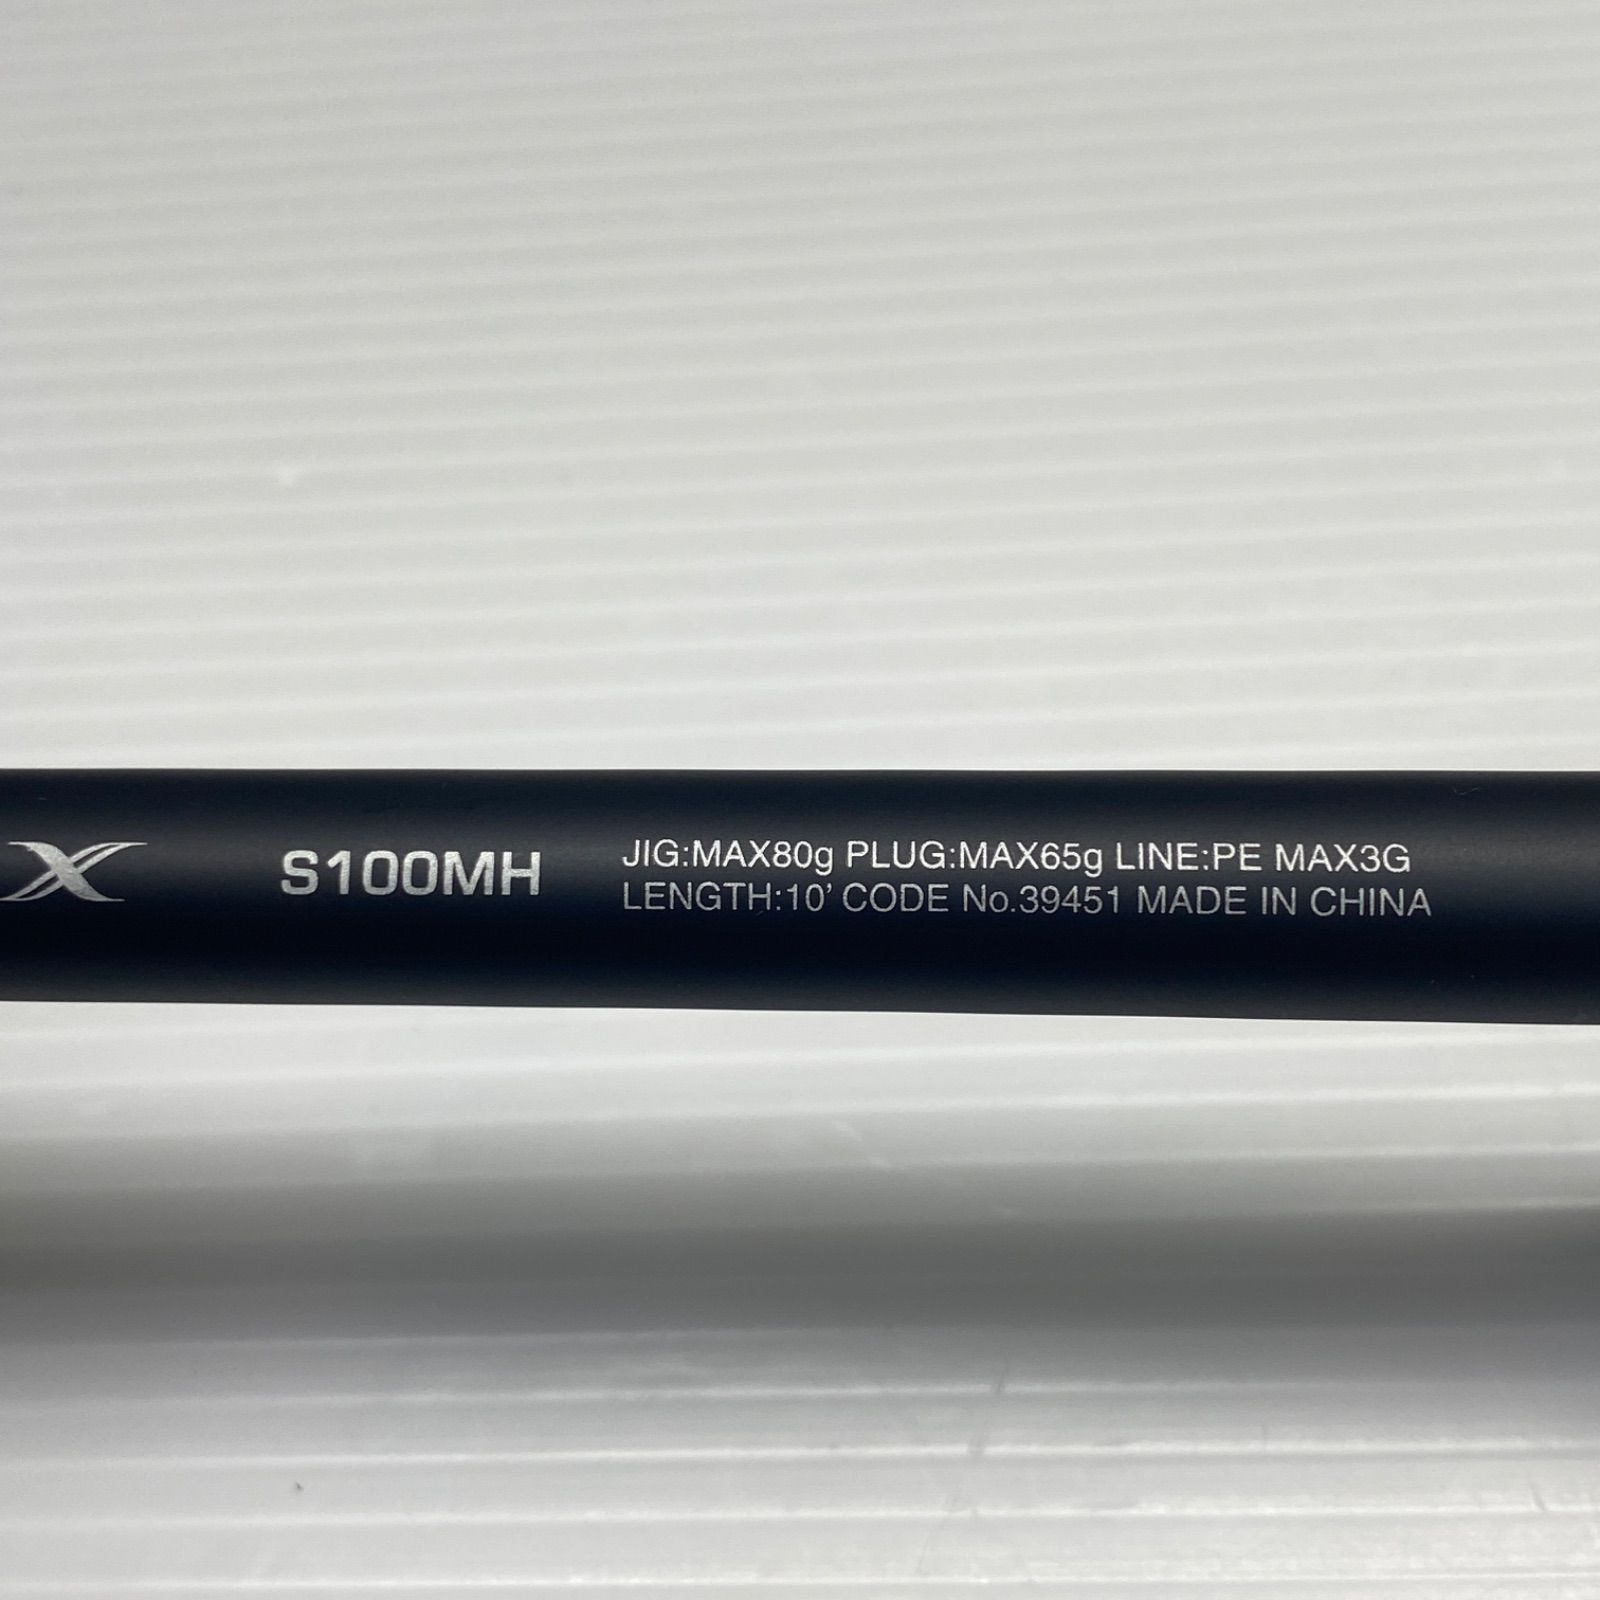 X S100MH JIG:MAX80g PLUG:MAX65g LINE:PE MAX3G
LENGTH:10' CODE No.39451 MADE IN CHINA